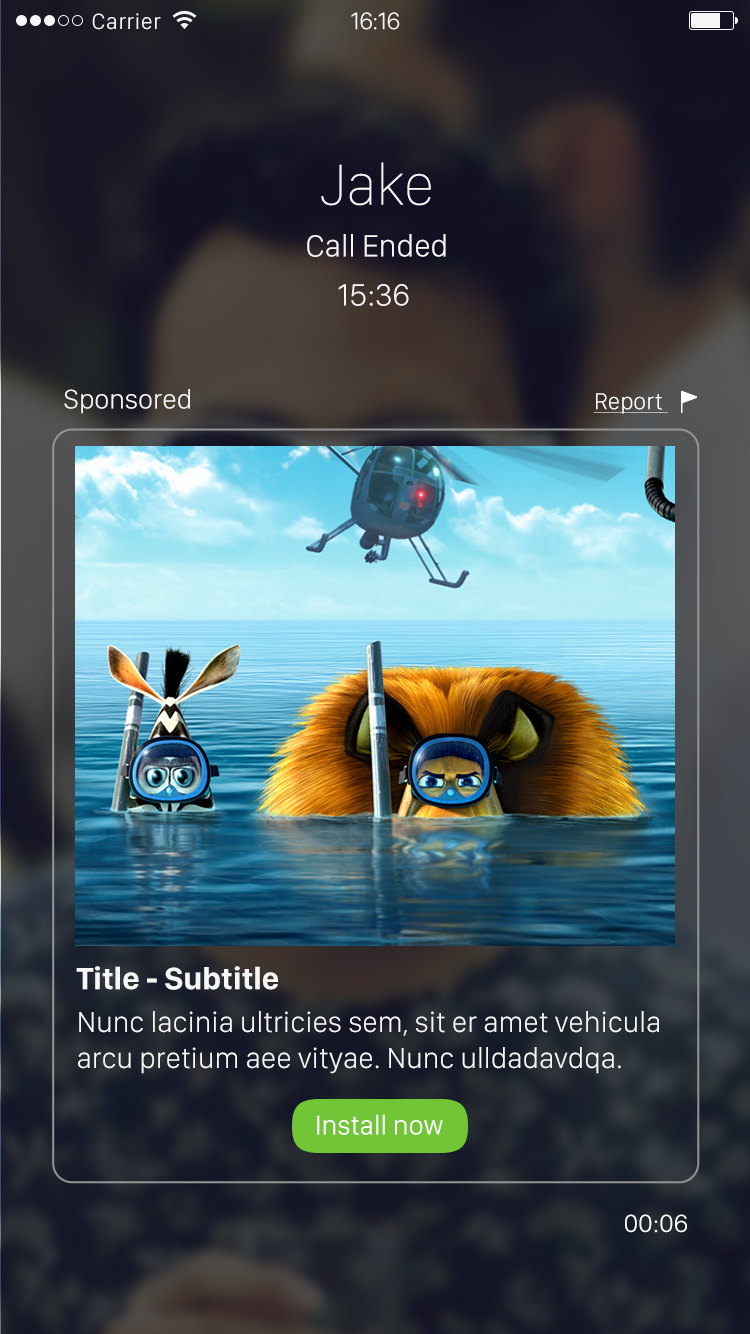 Carrier 16:16
Jake
Call Ended
15:36
Sponsored Report
Title - Subtitle
Nunc lacinia ultricies sem, sit er amet vehicula
arcu pretium aee vityae. Nunc ulldadavdqa.
Install now
00:06